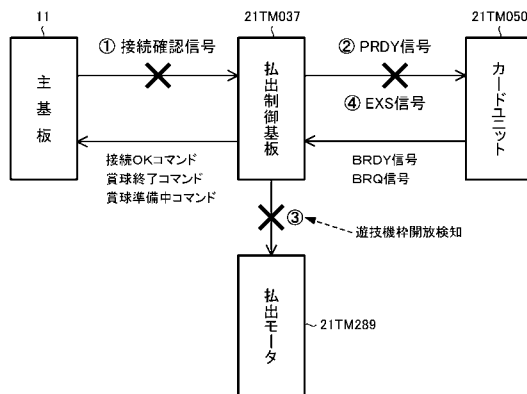 11
21TM037
21TM050
主基板
① 接続確認信号
払出制御基板
② PRDY信号
④ EXS信号
カードユニット
接続OKコマンド
賞球終了コマンド
賞球準備中コマンド
BRDY信号
BRQ信号
③
遊技機枠開放検知
払出モータ
21TM289